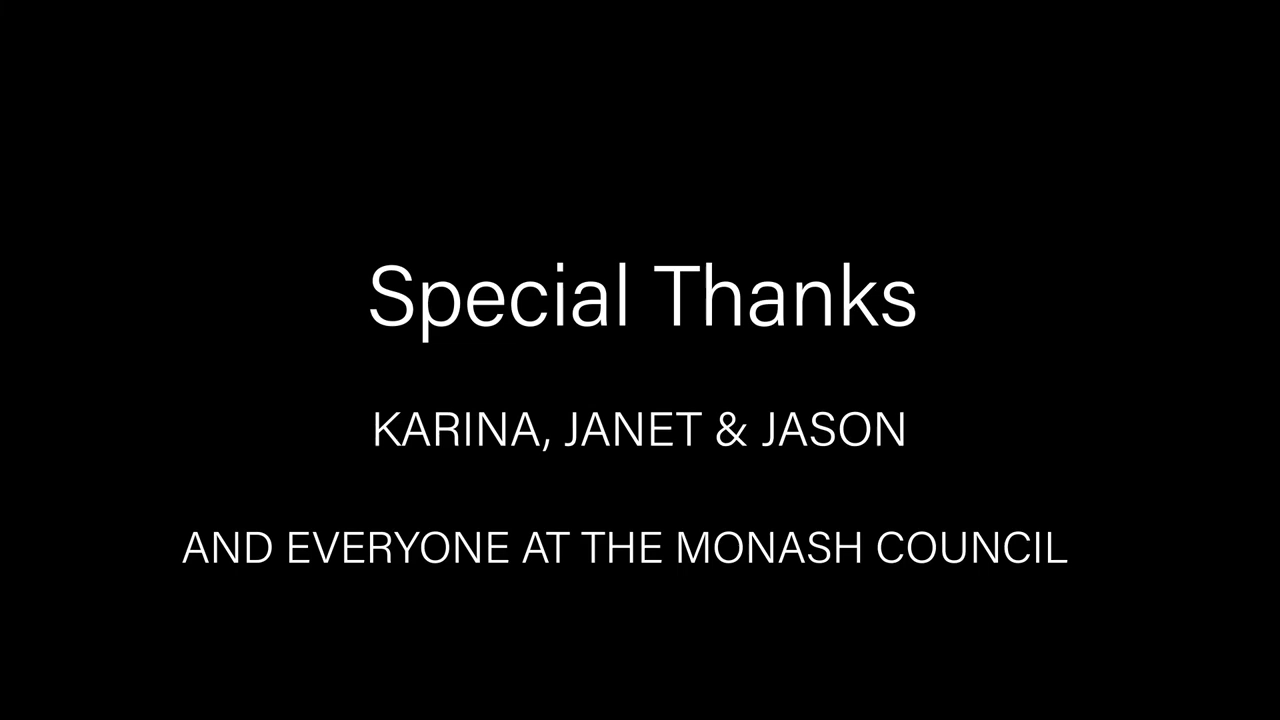 Special Thanks
KARINA, JANET & JASON
AND EVERYONE AT THE MONASH COUNCIL